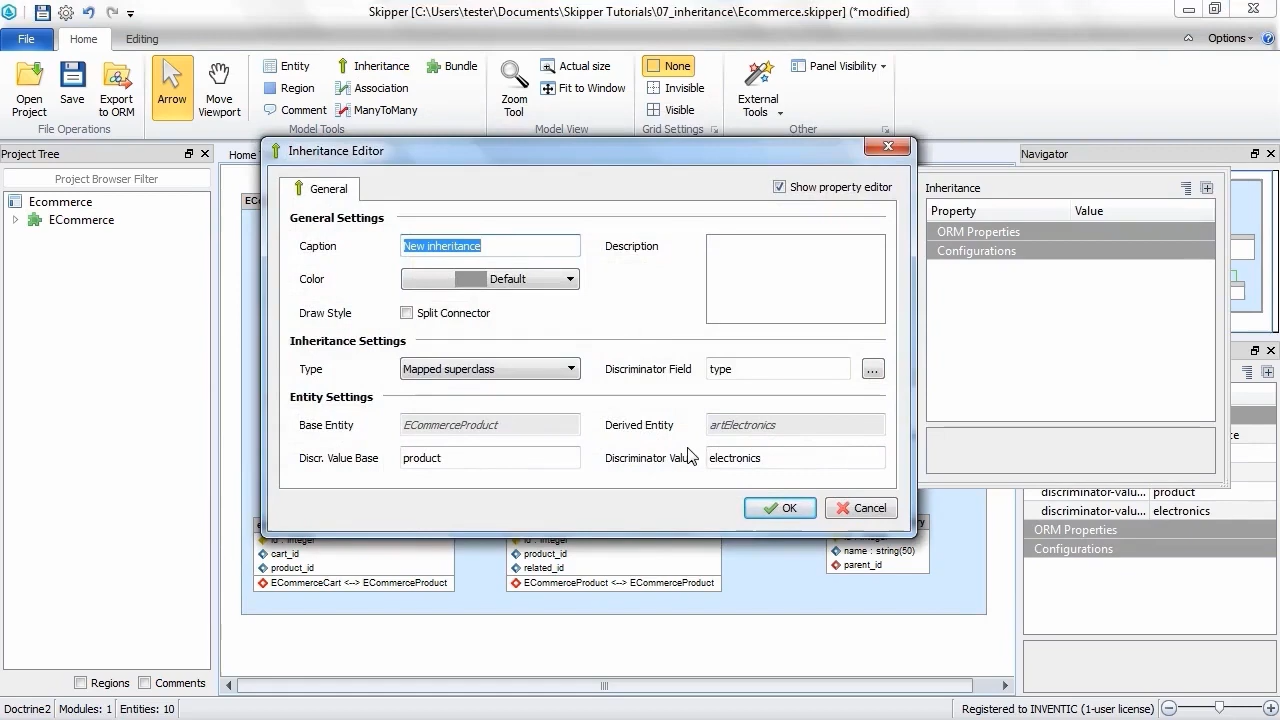 Skipper [C:\Users\tester\Documents\Skipper Tutorials\07_inheritance\Ecommerce.skipper] (*modified)
File Home Editing Options
Entity Inheritance Bundle Actual size None Panel Visibility
Region Association Fit to Window Invisible
Comment ManyToMany Visible
Open Project Save Export to ORM Arrow Move Viewport Zoom Tool External Tools
File Operations Model Tools Model View Grid Settings Other
Project Tree Home Navigator
Inheritance Editor
Project Browser Filter
General Show property editor Inheritance
Ecommerce
ECommerce
Property Value
General Settings
ORM Properties
Caption New inheritance Description
Configurations
Color Default
Draw Style Split Connector
Inheritance Settings
Type Mapped superclass Discriminator Field type ...
Entity Settings
Base Entity ECommerceProduct Derived Entity artElectronics
Discr. Value Base product Discriminator electronics
discriminator-valu... product
OK Cancel
discriminator-valu... electronics
ORM Properties
Configurations
id : integer
cart_id product_id name : string(50)
product_id related_id parent_id
ECommerceCart <--> ECommerceProduct ECommerceProduct <--> ECommerceProduct
Regions Comments
Doctrine2 Modules: 1 Entities: 10 Registered to INVENTIC (1-user license)